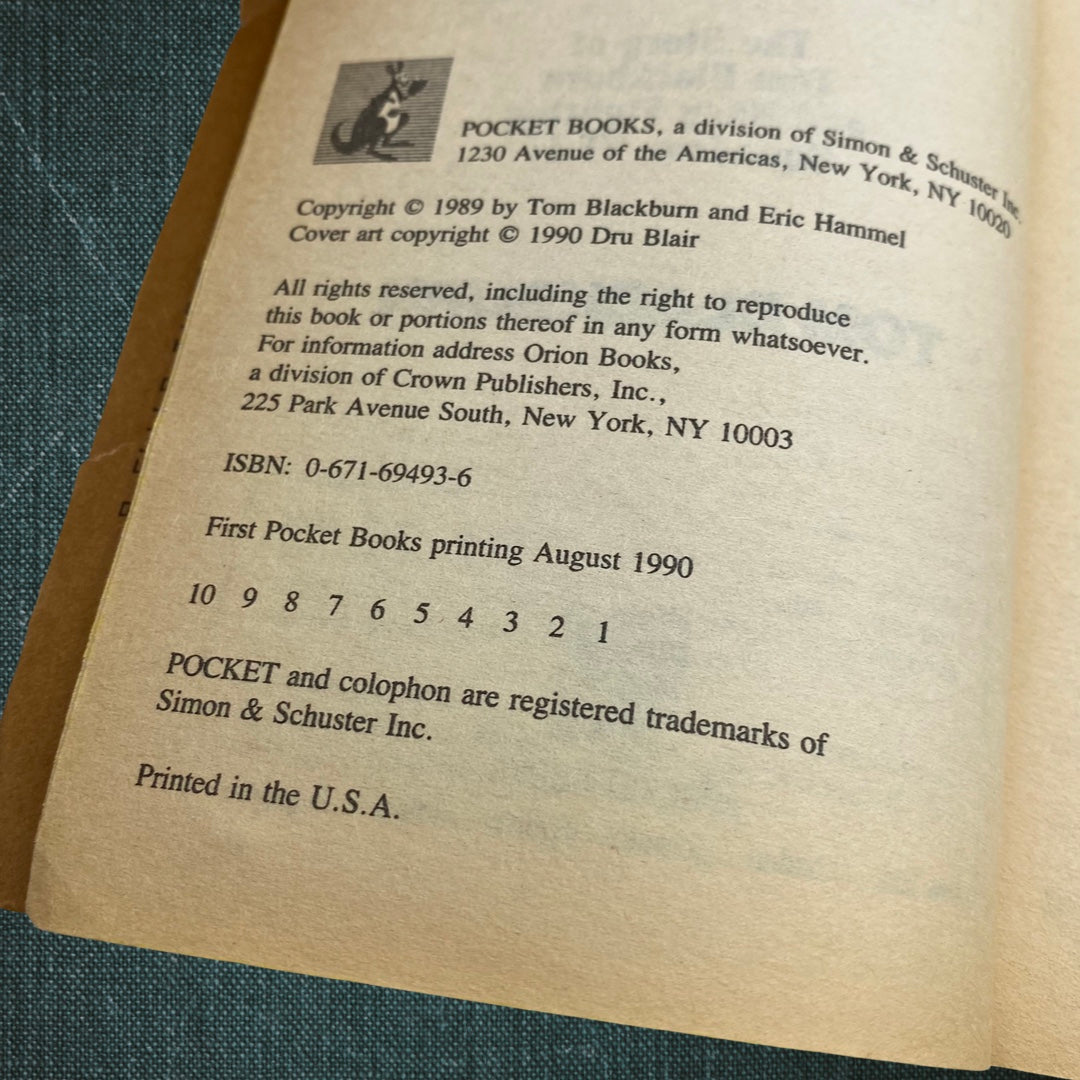 POCKET BOOKS, a division of Simon & Schuster Inc.
1230 Avenue of the Americas, New York, NY 10020
Copyright © 1989 by Tom Blackburn and Eric Hammel
Cover art copyright © 1990 Dru Blair
All rights reserved, including the right to reproduce
this book or portions thereof in any form whatsoever.
For information address Orion Books,
a division of Crown Publishers, Inc.,
225 Park Avenue South, New York, NY 10003
ISBN: 0-671-69493-6
First Pocket Books printing August 1990
10 9 8 7 6 5 4 3 2 1
POCKET and colophon are registered trademarks of
Simon & Schuster Inc.
Printed in the U.S.A.